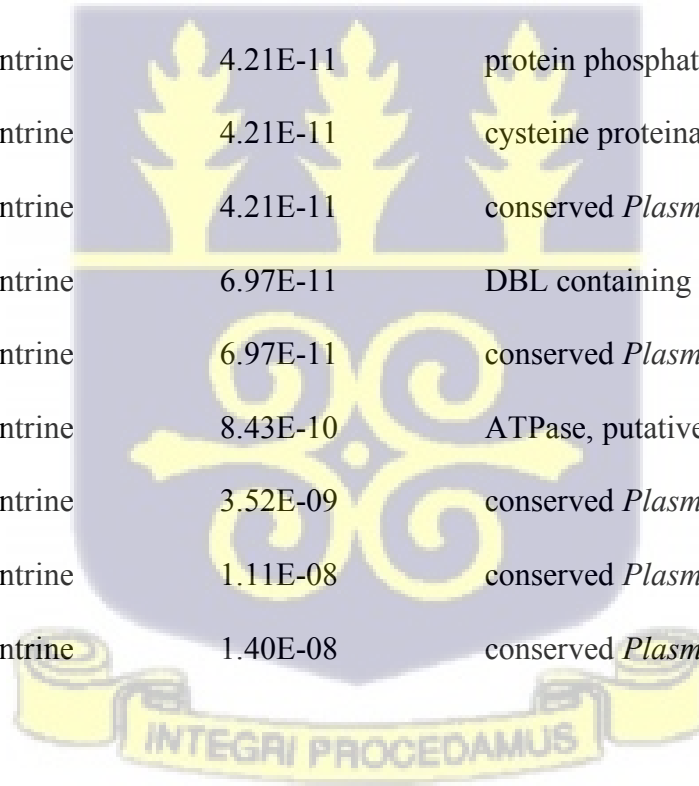 ntrine 4.21E-11 protein phosphat
ntrine 4.21E-11 cysteine proteina
ntrine 4.21E-11 conserved Plasm
ntrine 6.97E-11 DBL containing
ntrine 6.97E-11 conserved Plasm
ntrine 8.43E-10 ATPase, putative
ntrine 3.52E-09 conserved Plasm
ntrine 1.11E-08 conserved Plasm
ntrine 1.40E-08 conserved Plasm
INTEGRI PROCEDAMUS